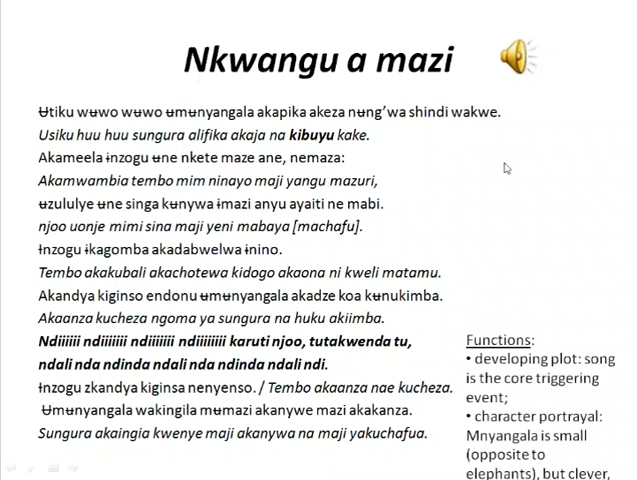 Nkwangu a mazi
Ʉtiku wʉwo wʉwo ʉmʉnyangala akapika akeza nʉng’wa shindi wakwe.
Usiku huu huu sungura alifika akaja na kibuyu kake.
Akameela ɨnzogu ʉne nkete maze ane, nemaza:
Akamwambia tembo mim ninayo maji yangu mazuri,
ʉzululye ʉne singa kʉnywa ɨmazi anyu ayaiti ne mabi.
njoo uonje mimi sina maji yeni mabaya [machafu].
Ɨnzogu ɨkagomba akadabwelwa ɨnino.
Tembo akakubali akachotewa kidogo akaona ni kweli matamu.
Akandya kiginso endonu ʉmʉnyangala akadze koa kʉnukimba.
Akaanza kucheza ngoma ya sungura na huku akiimba.
Ndiiiiii ndiiiiiii ndiiiiiii ndiiiiiiii karuti njoo, tutakwenda tu,
ndali nda ndinda ndali nda ndinda ndali ndi.
Ɨnzogu zkandya kiginsa nenyenso. / Tembo akaanza nae kucheza.
Ʉmʉnyangala wakingila mʉmazi akanywe mazi akakanza.
Sungura akaingia kwenye maji akanywa na maji yakuchafua.
Functions:
• developing plot: song
is the core triggering
event;
• character portrayal:
Mnyangala is small
(opposite to
elephants), but clever,